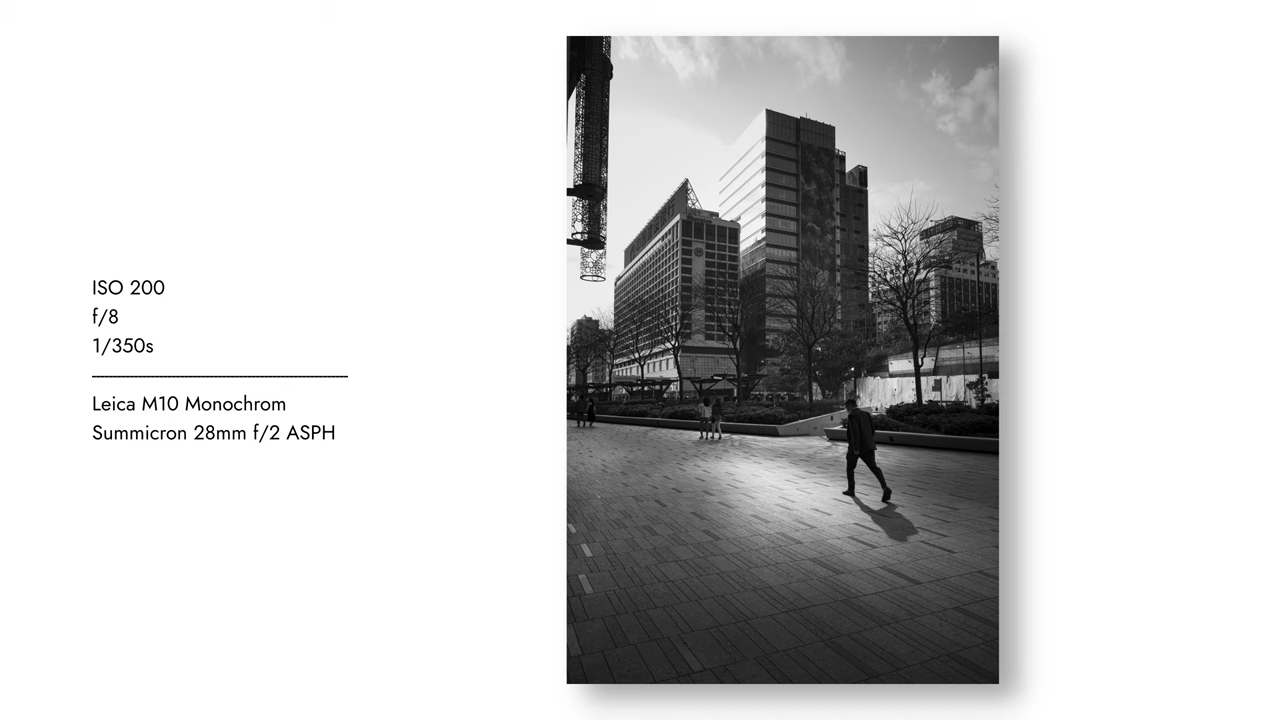 ISO 200
f/8
1/350s
Leica M10 Monochrom
Summicron 28mm f/2 ASPH